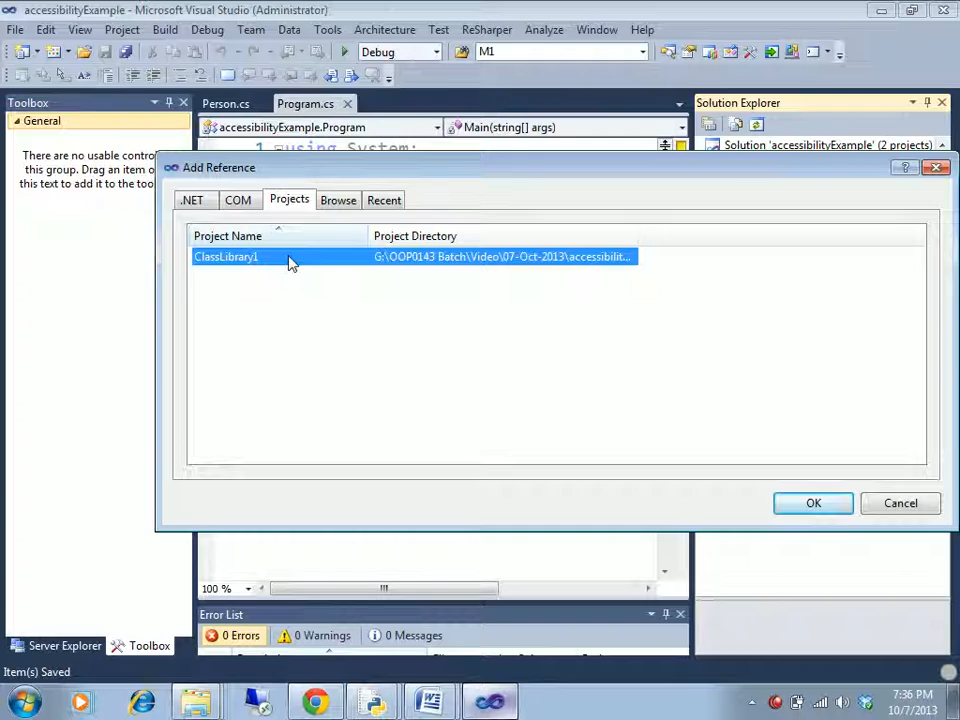 accessibilityExample - Microsoft Visual Studio (Administrator)
File Edit View Project Build Debug Team Data Tools Architecture Test ReSharper Analyze Window Help
Debug M1
Toolbox
General
There are no usable contro
this group. Drag an item o
this text to add it to the too
Person.cs Program.cs
accessibilityExample.Program Main(string[] args)
1 using System;
Solution Explorer
Solution 'accessibilityExample' (2 projects)
Add Reference
.NET COM Projects Browse Recent
Project Name Project Directory
ClassLibrary1 G:\OOP0143 Batch\Video\07-Oct-2013\accessibilit...
OK Cancel
100 %
Error List
0 Errors 0 Warnings 0 Messages
Server Explorer Toolbox
Item(s) Saved
7:36 PM
10/7/2013